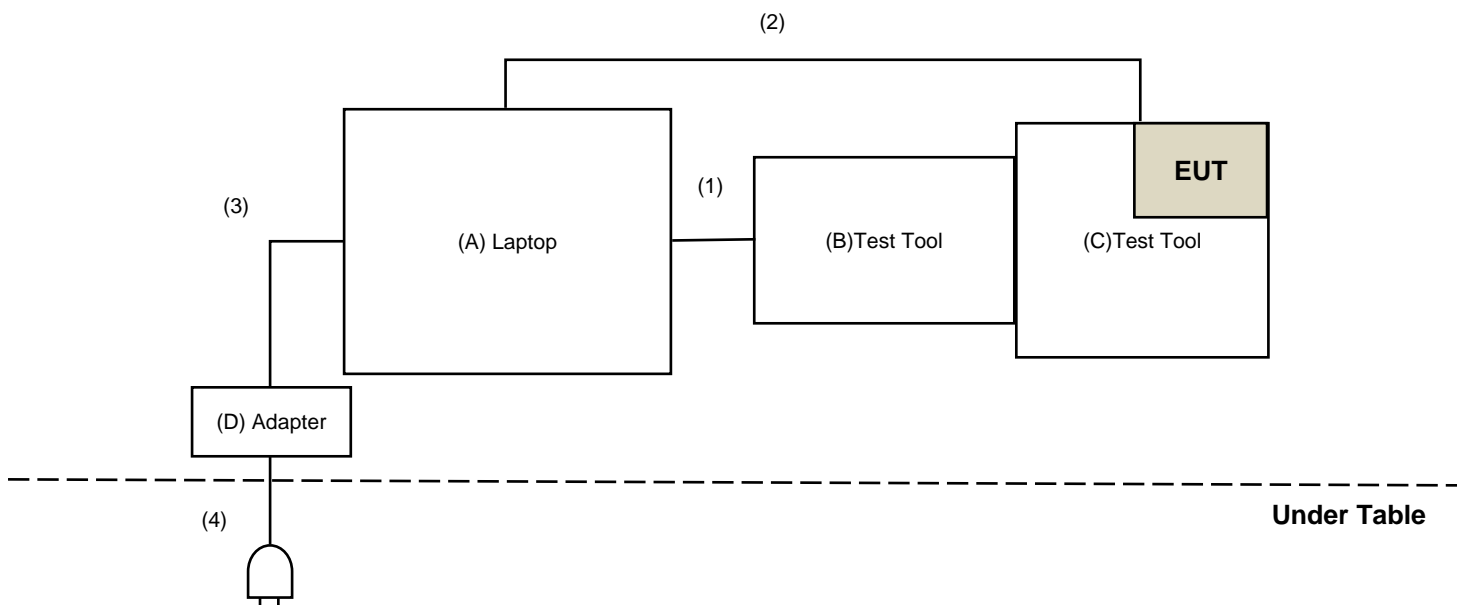 (2)
EUT
(1)
(3)
(A) Laptop
(B)Test Tool
(C)Test Tool
(D) Adapter
(4)
Under Table